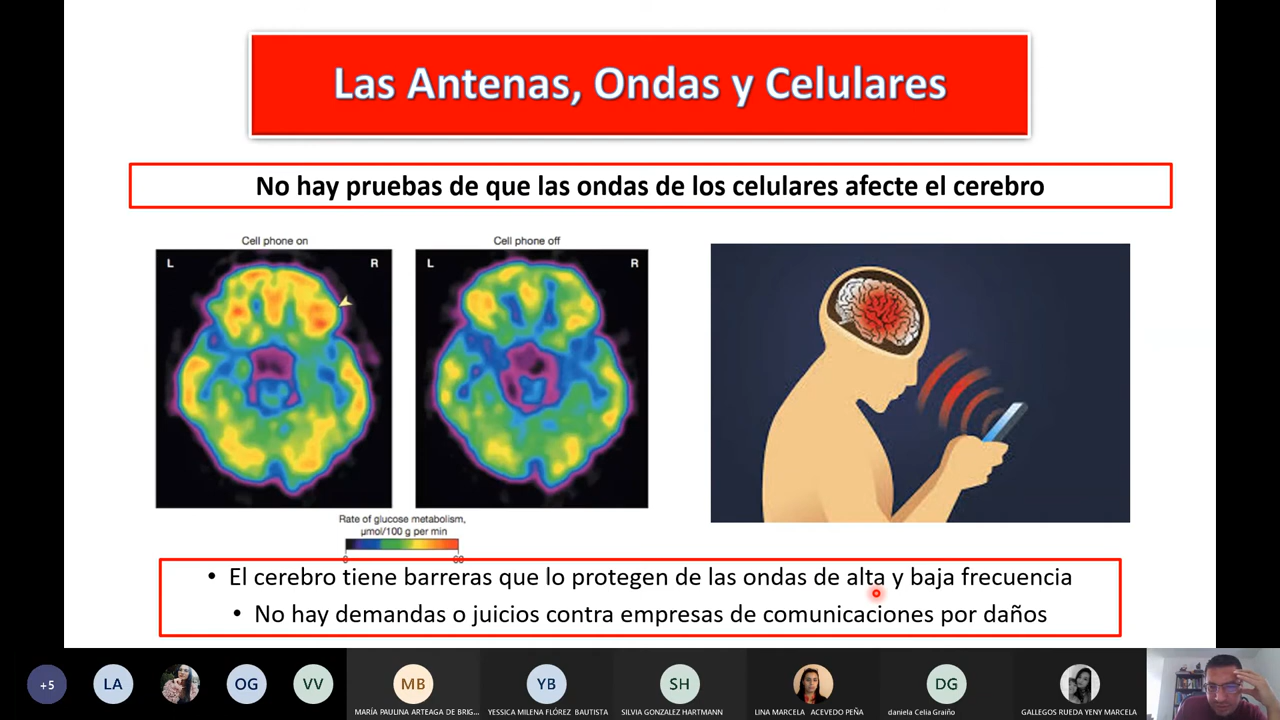 Las Antenas, Ondas y Celulares
No hay pruebas de que las ondas de los celulares afecte el cerebro
Cell phone on
Cell phone off
L
R
L
R
Rate of glucose metabolism,
µmol/100 g per min
• El cerebro tiene barreras que lo protegen de las ondas de alta y baja frecuencia
• No hay demandas o juicios contra empresas de comunicaciones por daños
+5
LA
OG
VV
MB
YB
SH
DG
MARÍA PAULINA ARTEAGA DE BRIG...
YESSICA MILENA FLÓREZ BAUTISTA
SILVIA GONZALEZ HARTMANN
LINA MARCELA ACEVEDO PEÑA
daniela Celia Graiño
GALLEGOS RUEDA YENY MARCELA